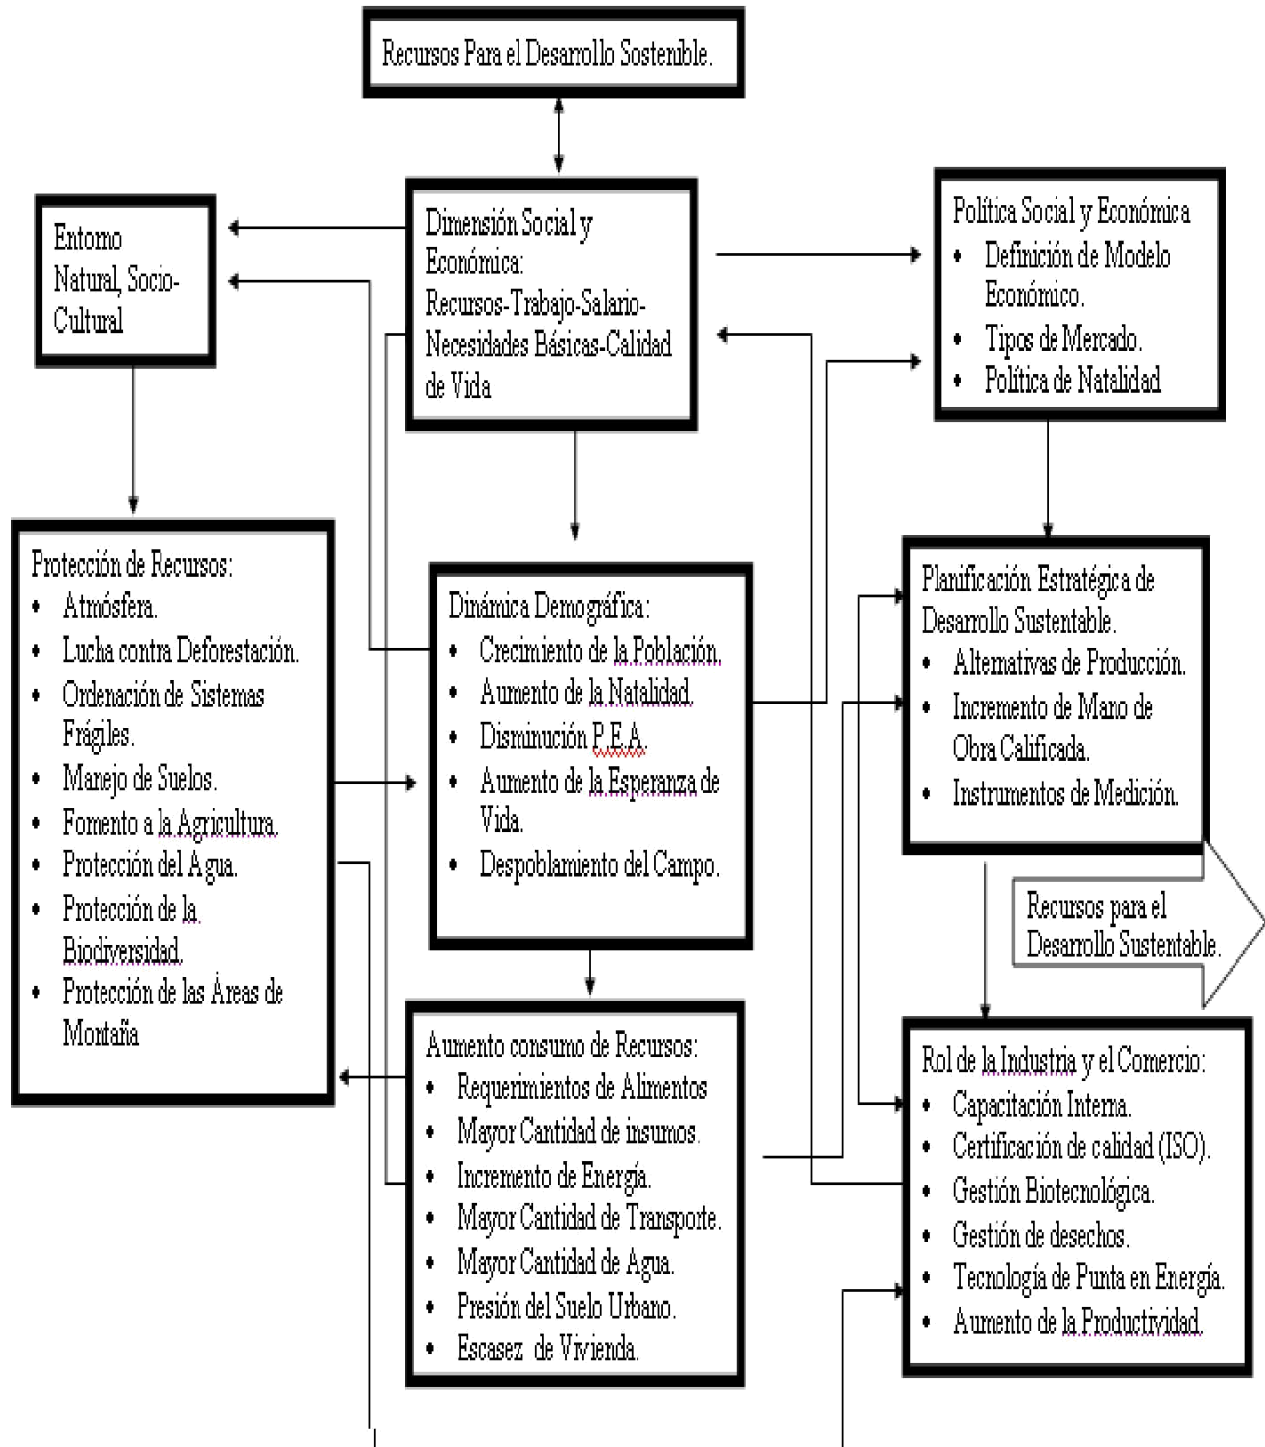 Recursos Para el Desarrollo Sostenible.
Entorno
Natural, Socio-
Cultural
Dimensión Social y
Económica:
Recursos-Trabajo-Salario-
Necesidades Básicas-Calidad
de Vida
Política Social y Económica
• Definición de Modelo
Económico.
• Tipos de Mercado.
• Política de Natalidad
Protección de Recursos:
• Atmósfera.
• Lucha contra Deforestación.
• Ordenación de Sistemas
Frágiles.
• Manejo de Suelos.
• Fomento a la Agricultura.
• Protección del Agua.
• Protección de la
Biodiversidad.
• Protección de las Áreas de
Montaña
Dinámica Demográfica:
• Crecimiento de la Población.
• Aumento de la Natalidad.
• Disminución P.E.A.
• Aumento de la Esperanza de
Vida.
• Despoblamiento del Campo.
Planificación Estratégica de
Desarrollo Sustentable.
• Alternativas de Producción.
• Incremento de Mano de
Obra Calificada.
• Instrumentos de Medición.
Recursos para el
Desarrollo Sustentable.
Aumento consumo de Recursos:
• Requerimientos de Alimentos
• Mayor Cantidad de insumos.
• Incremento de Energía.
• Mayor Cantidad de Transporte.
• Mayor Cantidad de Agua.
• Presión del Suelo Urbano.
• Escasez de Vivienda.
Rol de la Industria y el Comercio:
• Capacitación Interna.
• Certificación de calidad (ISO).
• Gestión Biotecnológica.
• Gestión de desechos.
• Tecnología de Punta en Energía.
• Aumento de la Productividad.